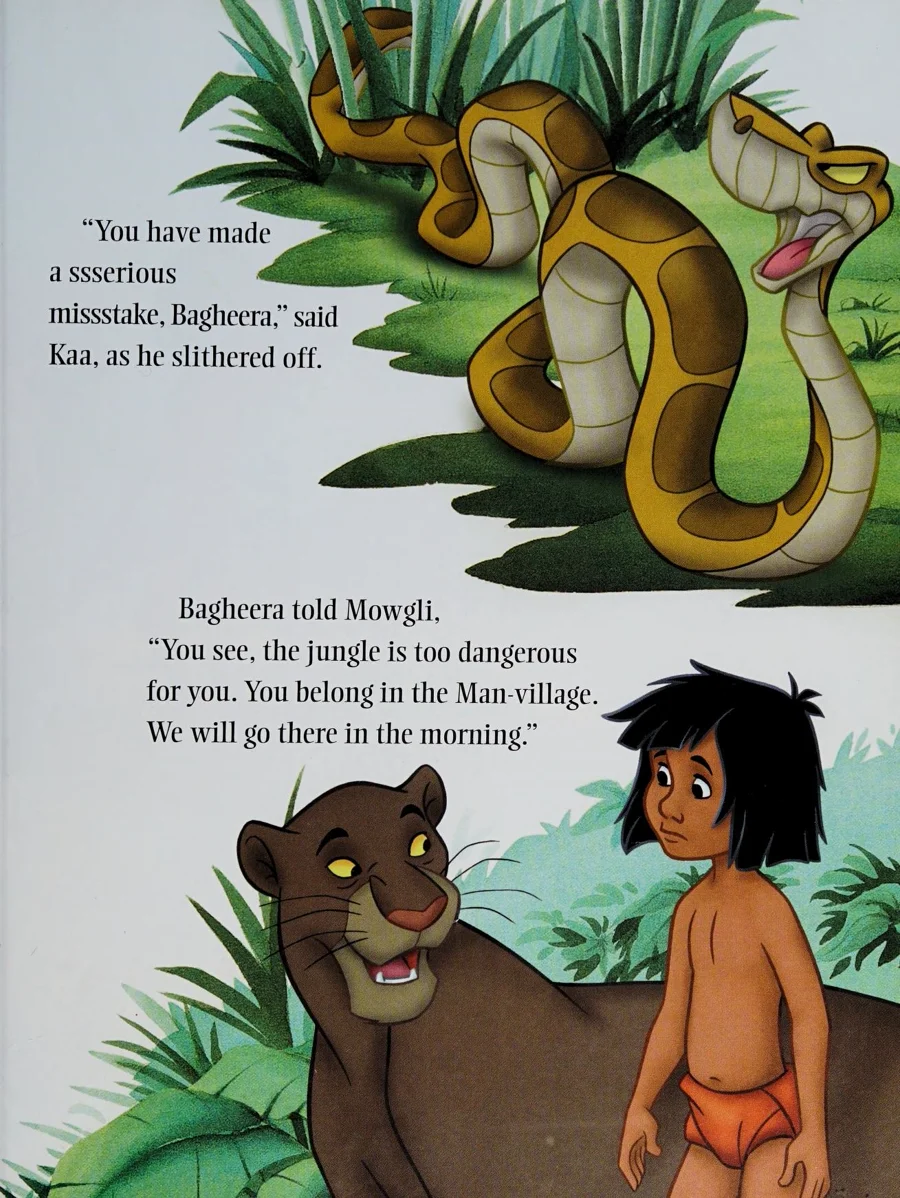 “You have made
a ssserious
missstake, Bagheera,” said
Kaa, as he slithered off.
Bagheera told Mowgli,
“You see, the jungle is too dangerous
for you. You belong in the Man-village.
We will go there in the morning.”